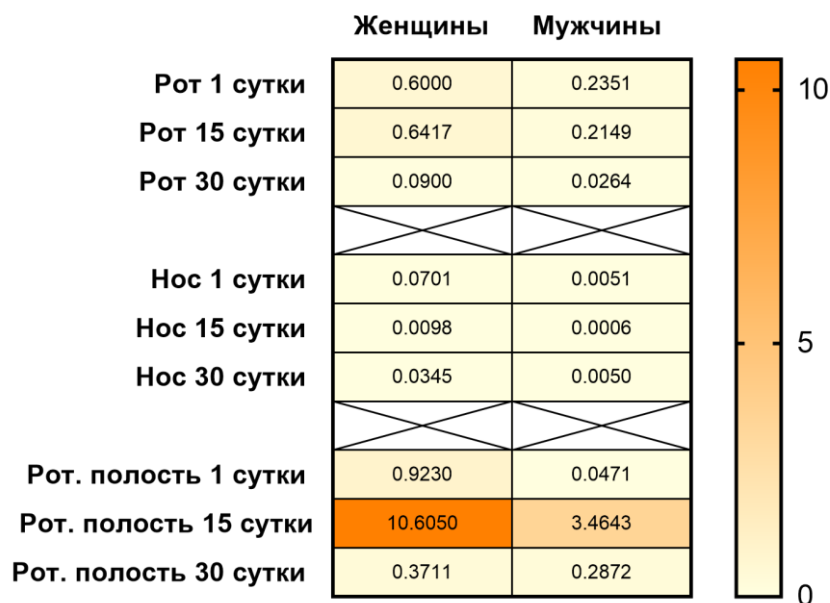 Женщины Мужчины
Рот 1 сутки 0.6000 0.2351
Рот 15 сутки 0.6417 0.2149
Рот 30 сутки 0.0900 0.0264
Нос 1 сутки 0.0701 0.0051
Нос 15 сутки 0.0098 0.0006
Нос 30 сутки 0.0345 0.0050
Рот. полость 1 сутки 0.9230 0.0471
Рот. полость 15 сутки 10.6050 3.4643
Рот. полость 30 сутки 0.3711 0.2872
10
5
0